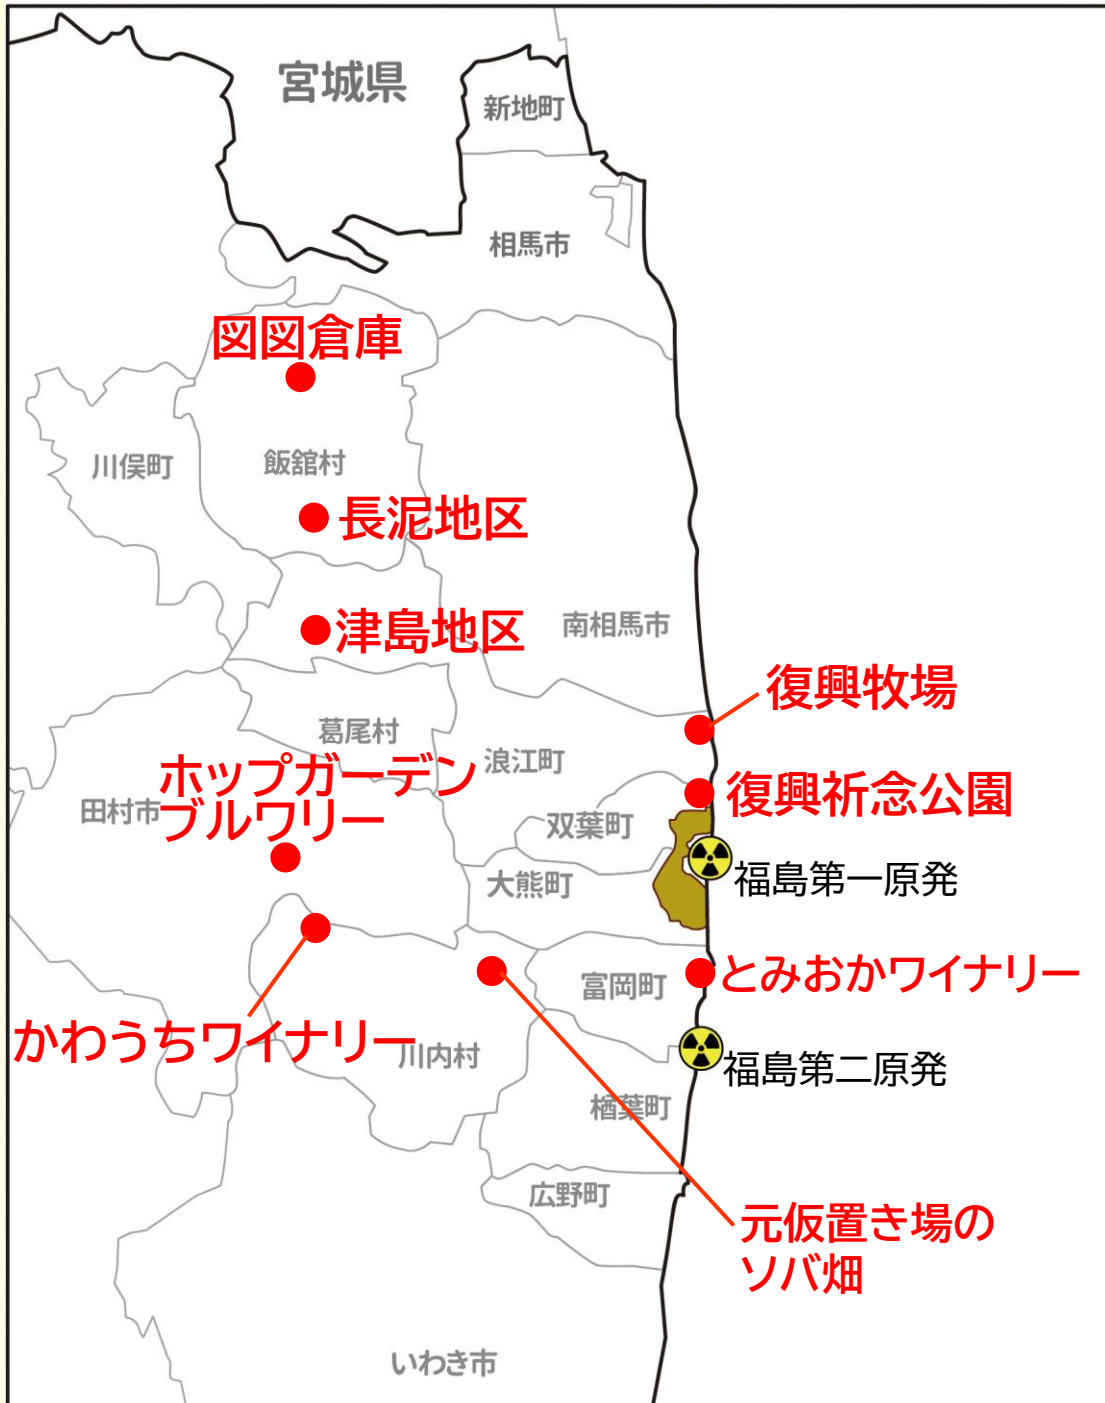 宮城県
新地町
相馬市
図図倉庫
川俣町
飯舘村
長泥地区
津島地区
南相馬市
復興牧場
葛尾村
浪江町
ホップガーデン
ブルワリー
田村市
復興祈念公園
双葉町
福島第一原発
大熊町
とみおかワイナリー
富岡町
かわうちワイナリー
川内村
福島第二原発
楢葉町
広野町
元仮置き場の
ソバ畑
いわき市